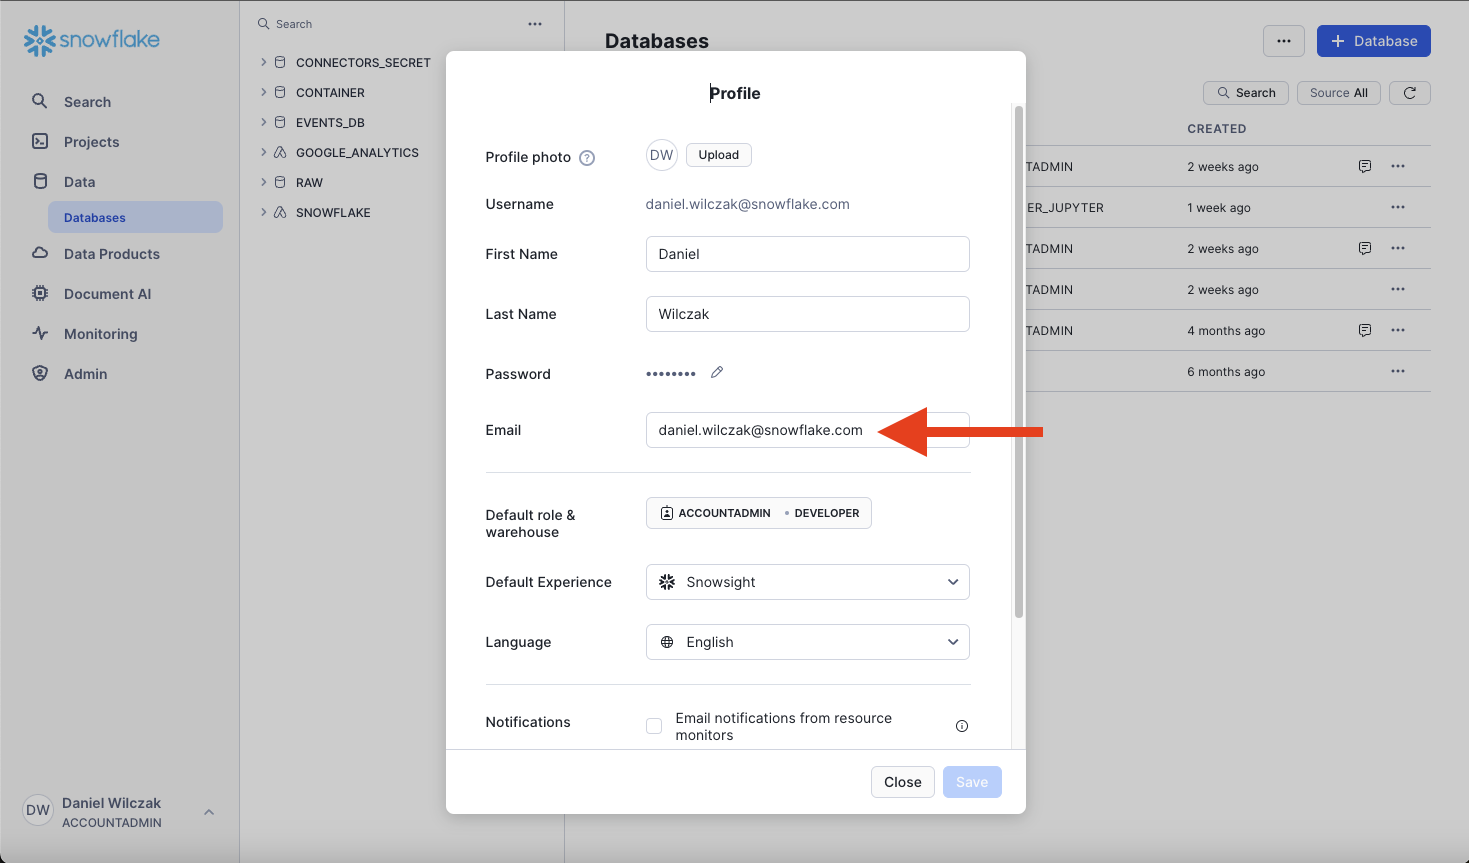 snowflake
Search
Projects
Data
Databases
Data Products
Document AI
Monitoring
Admin
DW
Daniel Wilczak
ACCOUNTADMIN
Search
CONNECTORS_SECRET
CONTAINER
EVENTS_DB
GOOGLE_ANALYTICS
RAW
SNOWFLAKE
Databases
Database
Search
Source All
CREATED
TADMIN 2 weeks ago
ER_JUPYTER 1 week ago
TADMIN 2 weeks ago
TADMIN 2 weeks ago
TADMIN 4 months ago
6 months ago
Profile
Profile photo ? DW Upload
Username daniel.wilczak@snowflake.com
First Name Daniel
Last Name Wilczak
Password ••••••••
Email daniel.wilczak@snowflake.com
Default role &
warehouse
ACCOUNTADMIN • DEVELOPER
Default Experience Snowsight
Language English
Notifications
Email notifications from resource
monitors
Close Save